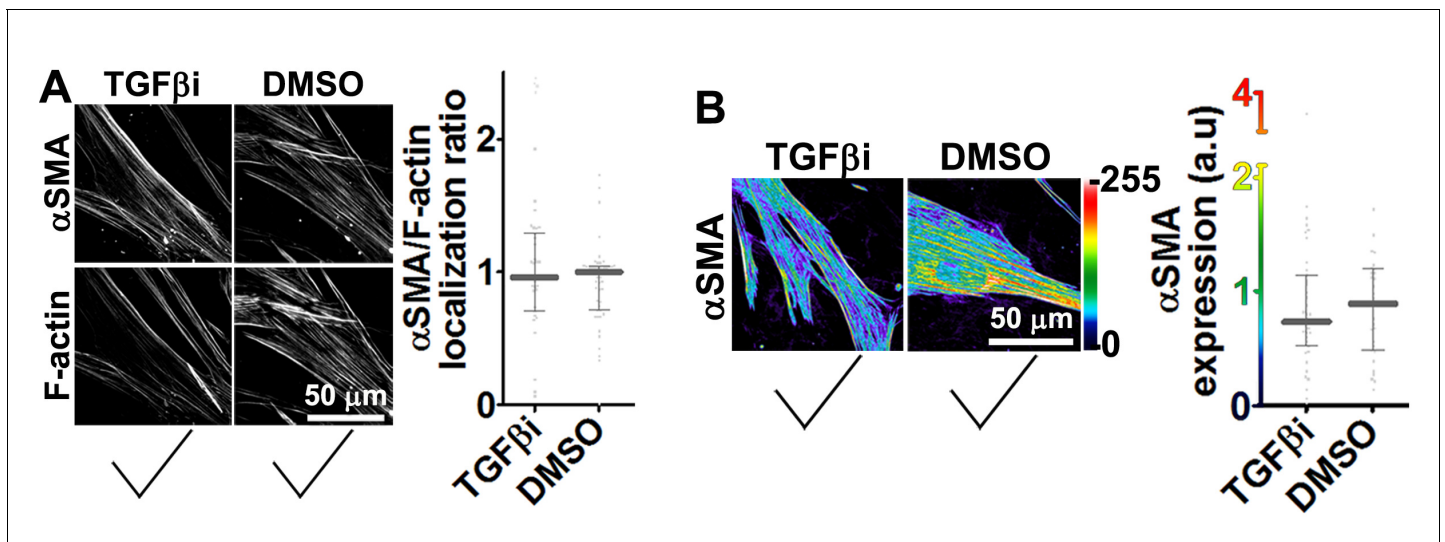 A
TGFβi
DMSO
αSMA
F-actin
50 μm
αSMA/F-actin
localization ratio
2
1
0
TGFβi
DMSO
B
TGFβi
DMSO
αSMA
50 μm
-255
-0
αSMA
expression (a.u)
4
2
1
0
TGFβi
DMSO